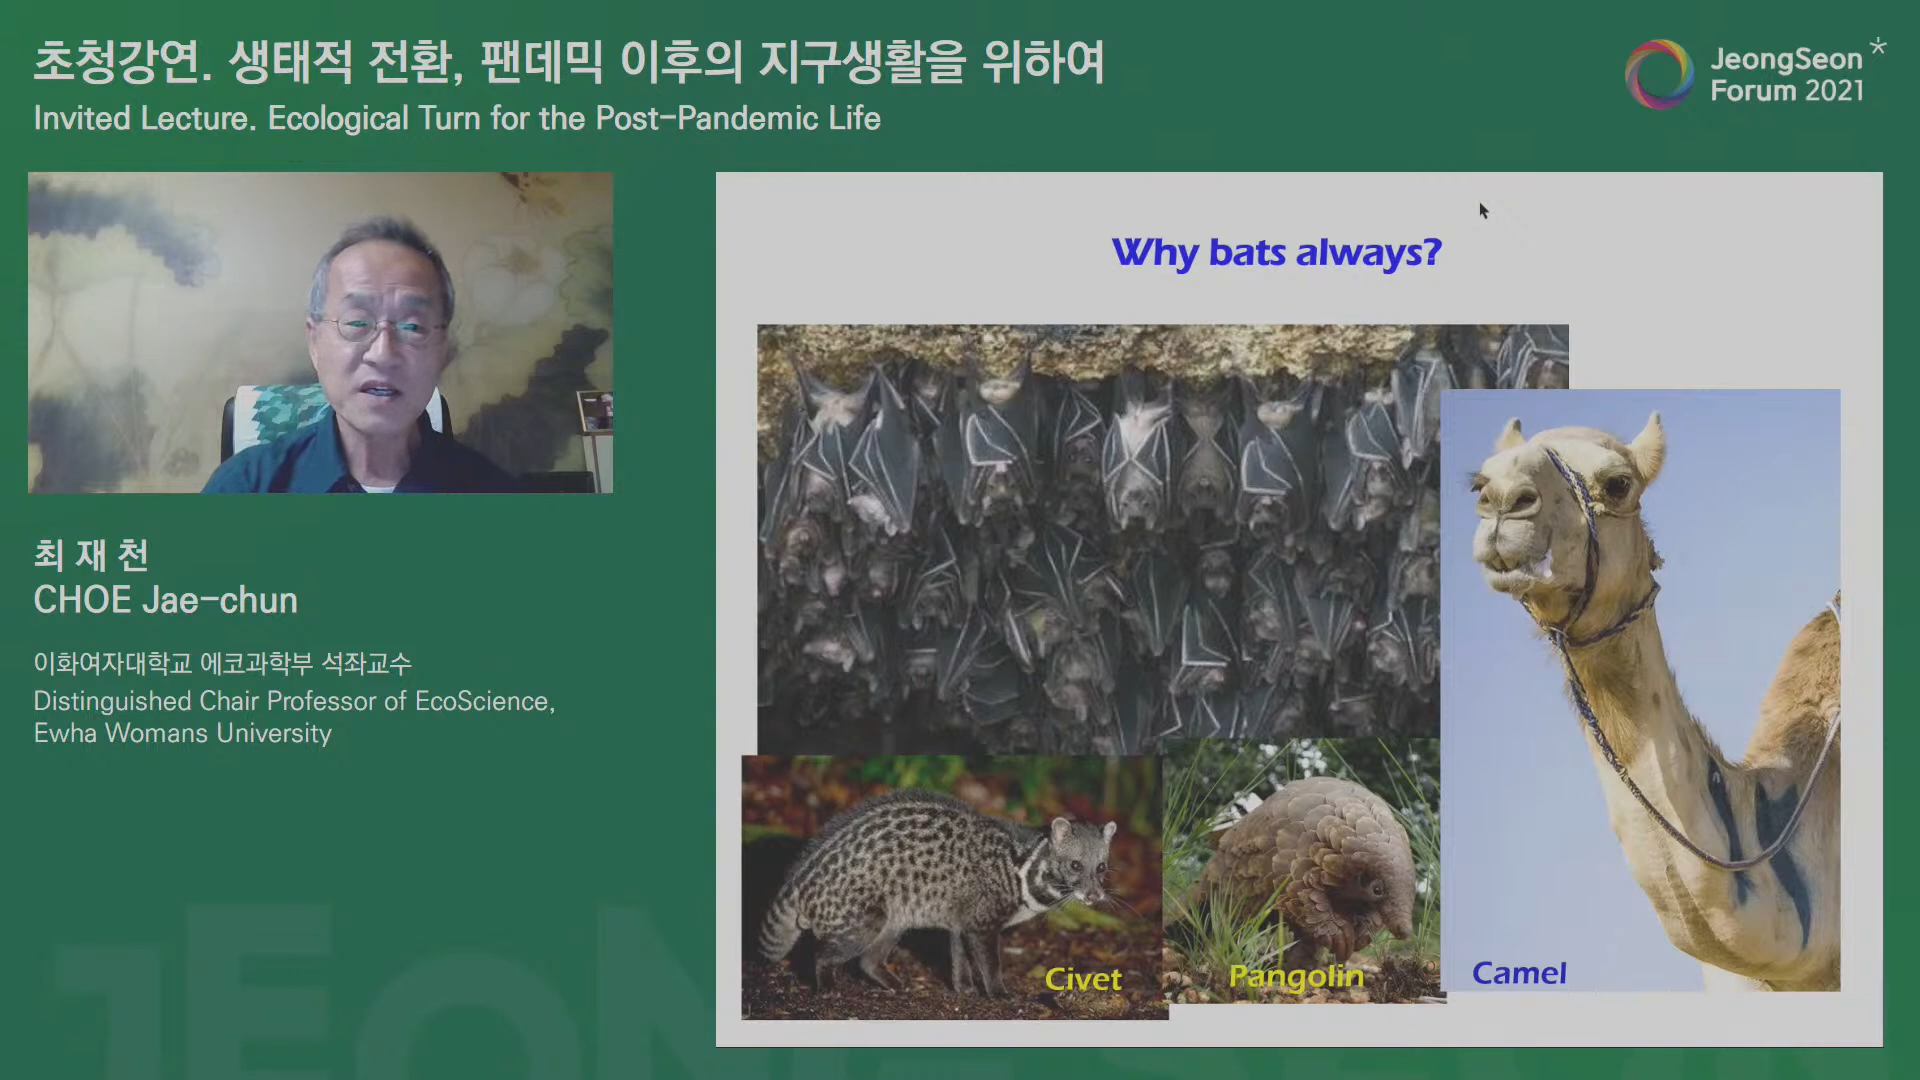 초청강연. 생태적 전환, 팬데믹 이후의 지구생활을 위하여
Invited Lecture. Ecological Turn for the Post-Pandemic Life
JeongSeon*
Forum 2021
최 재 천
CHOE Jae-chun
이화여자대학교 에코과학부 석좌교수
Distinguished Chair Professor of EcoScience,
Ewha Womans University
Why bats always?
Civet
Pangolin
Camel